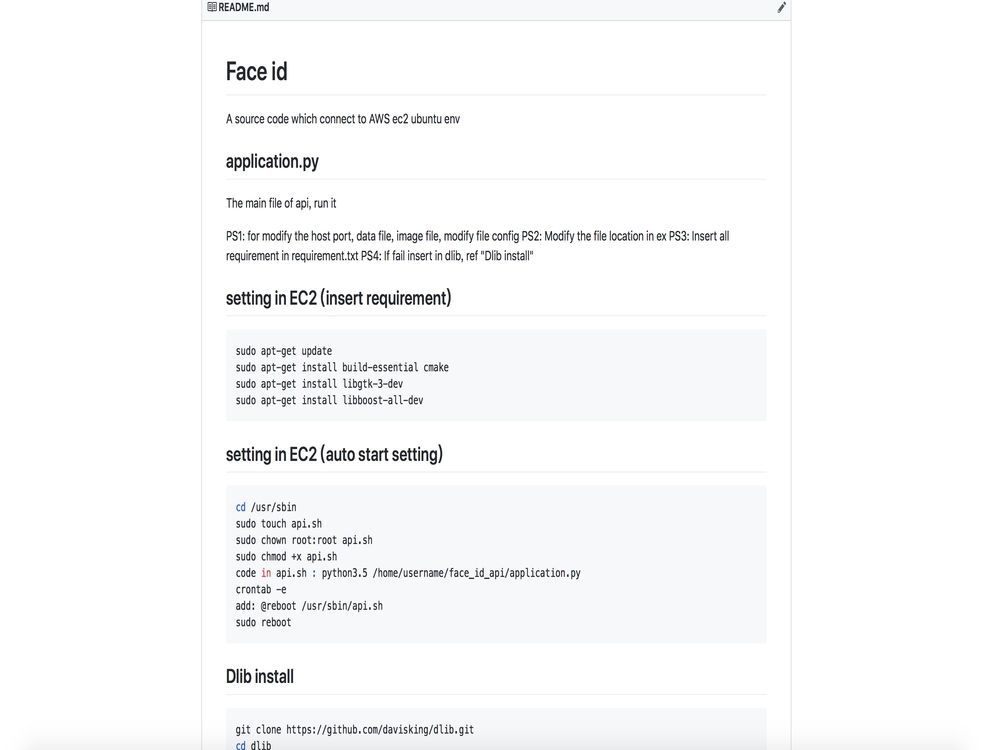 README.md
Face id
A source code which connect to AWS ec2 ubuntu env
application.py
The main file of api, run it
PS1: for modify the host port, data file, image file, modify file config PS2: Modify the file location in ex PS3: Insert all
requirement in requirement.txt PS4: If fail insert in dlib, ref "Dlib install"
setting in EC2 (insert requirement)
sudo apt-get update
sudo apt-get install build-essential cmake
sudo apt-get install libgtk-3-dev
sudo apt-get install libboost-all-dev
setting in EC2 (auto start setting)
cd /usr/sbin
sudo touch api.sh
sudo chown root:root api.sh
sudo chmod +x api.sh
code in api.sh : python3.5 /home/username/face_id_api/application.py
crontab -e
add: @reboot /usr/sbin/api.sh
sudo reboot
Dlib install
git clone https://github.com/davisking/dlib.git
cd dlib